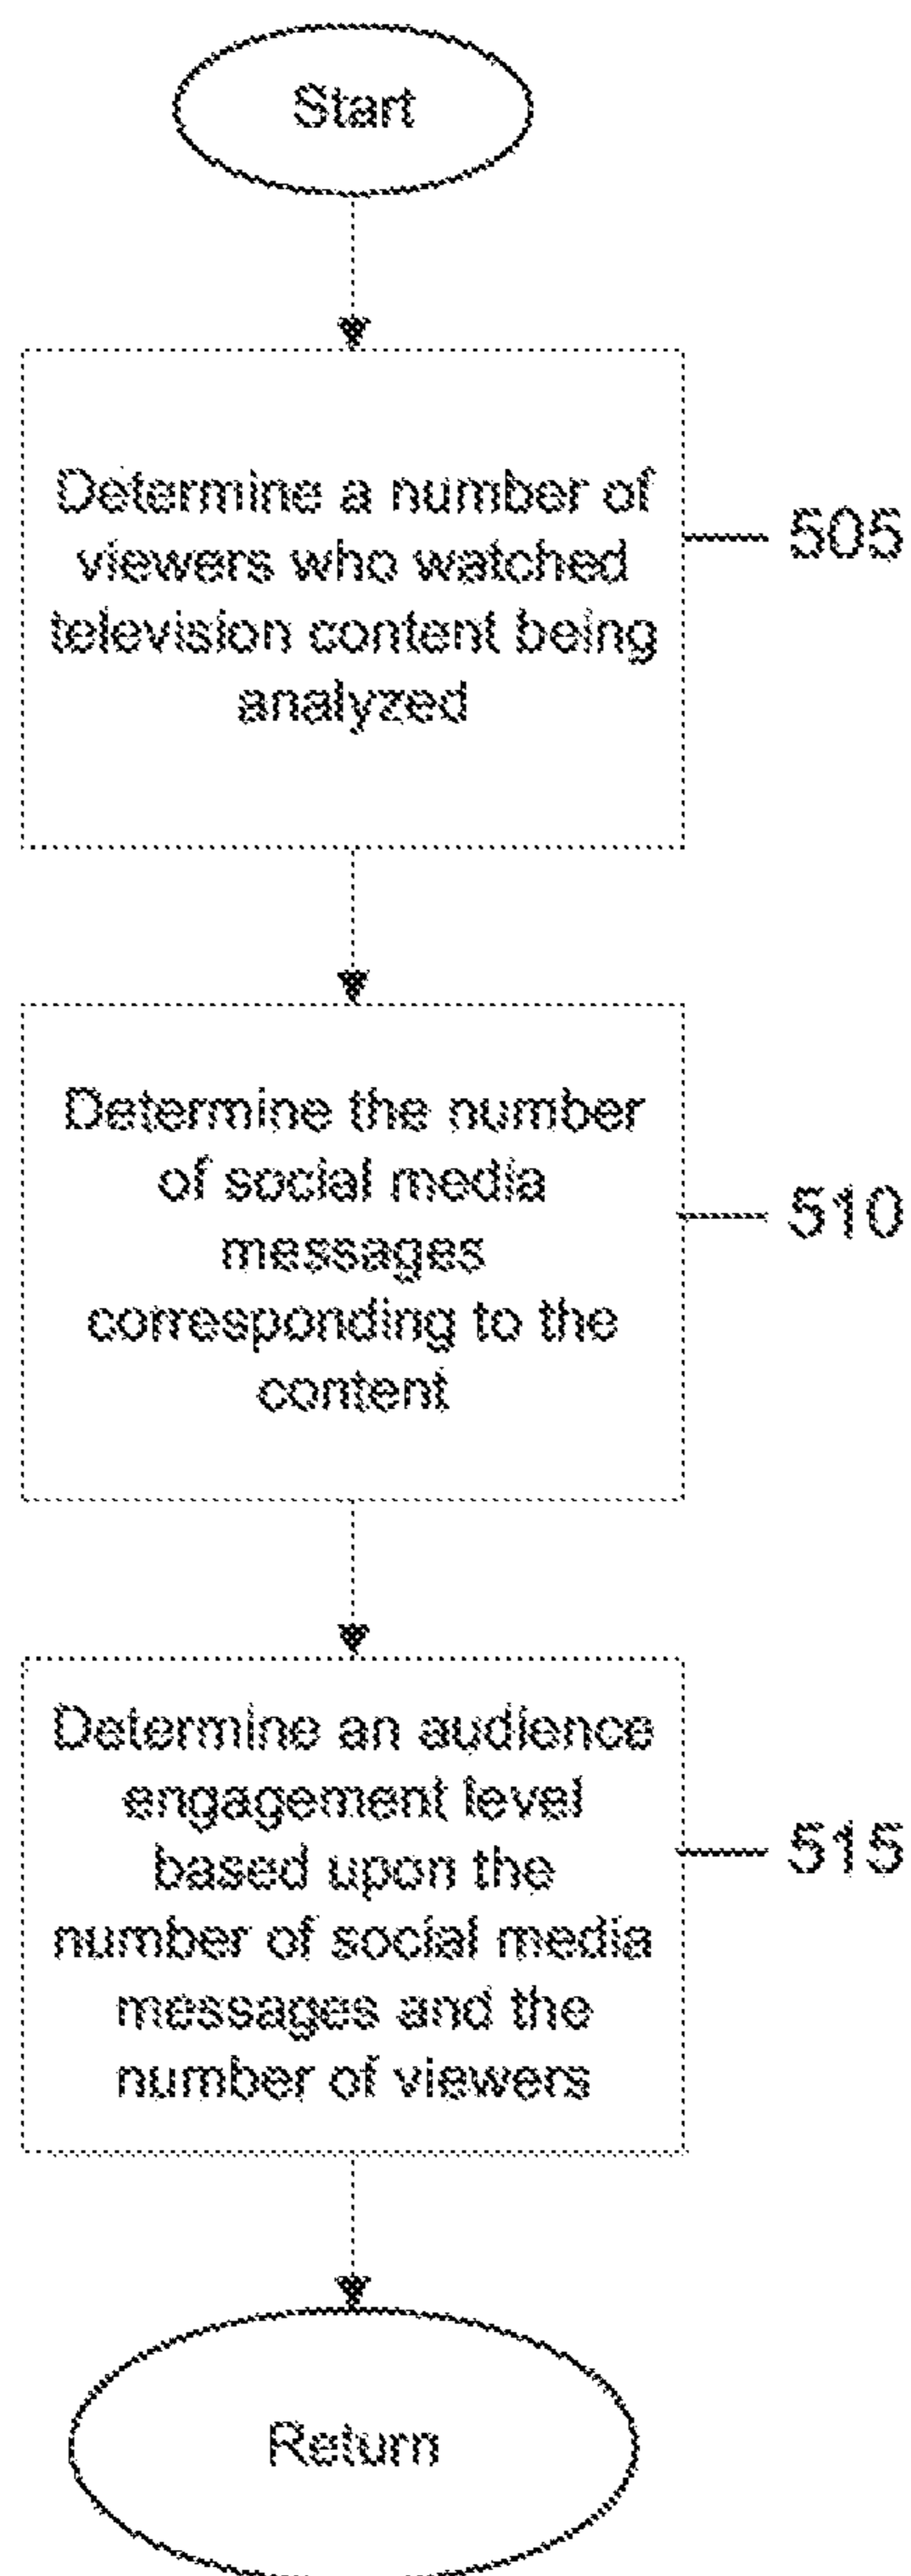 Start
Determine a number of
viewers who watched
television content being
analyzed
505
Determine the number
of social media
messages
corresponding to the
content
510
Determine an audience
engagement level
based upon the
number of social media
messages and the
number of viewers
515
Return